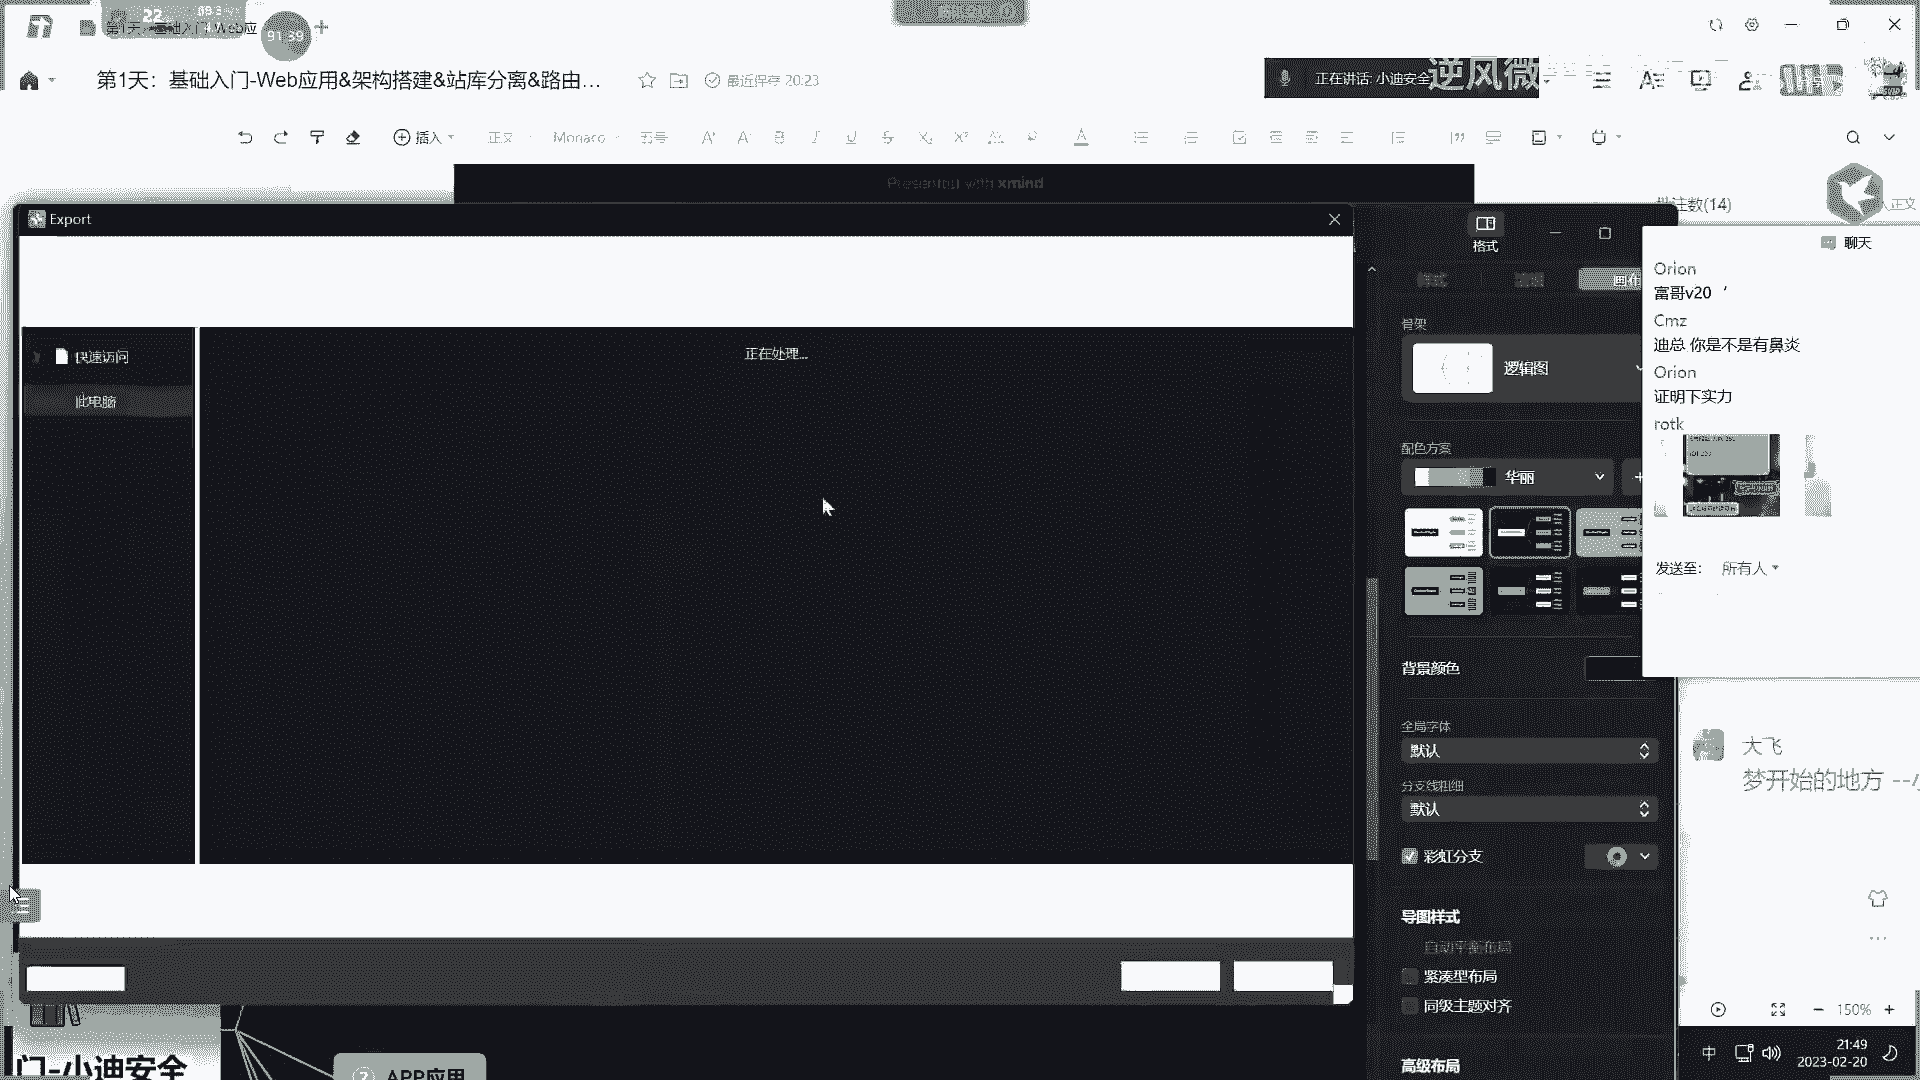 22
91:39
第1天：基础入门-Web应用&架构搭建&站库分离&路由...
最近保存 20:23
正在讲话: 小迪安全
逆风微
插入
正文
Monaco
Presented with xmind
批注数(14)
Export
格式
聊天
Orion
富哥v20 ‘
Cmz
迪总 你是不是有鼻炎
Orion
证明下实力
rotk
发送至:
所有人
快速访问
此电脑
正在处理...
骨架
逻辑图
配色方案
华丽
背景颜色
全局字体
默认
分支线粗细
默认
彩虹分支
导图样式
自动平衡布局
紧凑型布局
同级主题对齐
高级布局
大飞
梦开始的地方 --小
150%
门-小迪安全
APP应用
中
21:49
2023-02-20